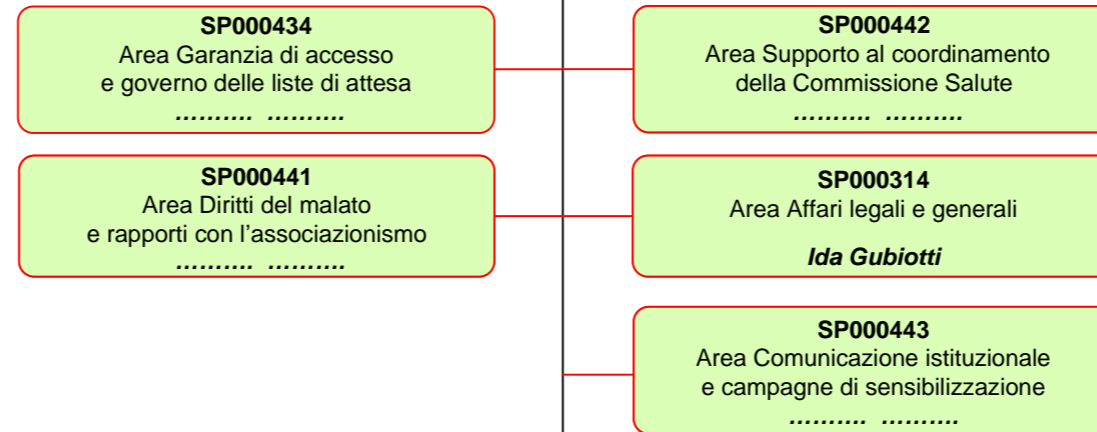 SP000434
Area Garanzia di accesso
e governo delle liste di attesa
………. ……….
SP000442
Area Supporto al coordinamento
della Commissione Salute
………. ……….
SP000441
Area Diritti del malato
e rapporti con l’associazionismo
………. ……….
SP000314
Area Affari legali e generali
Ida Gubiotti
SP000443
Area Comunicazione istituzionale
e campagne di sensibilizzazione
………. ……….